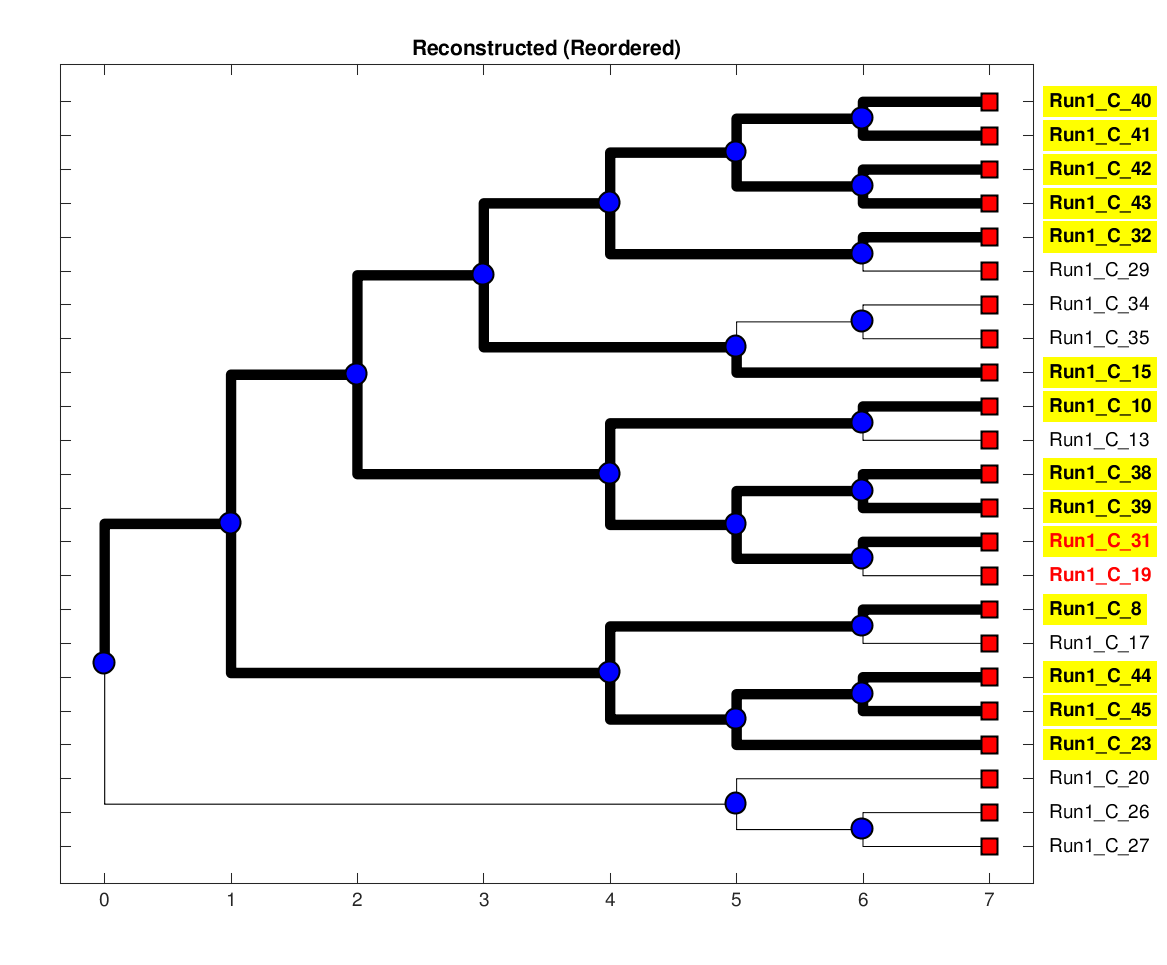 Reconstructed (Reordered)
Run1_C_40
Run1_C_41
Run1_C_42
Run1_C_43
Run1_C_32
Run1_C_29
Run1_C_34
Run1_C_35
Run1_C_15
Run1_C_10
Run1_C_13
Run1_C_38
Run1_C_39
Run1_C_31
Run1_C_19
Run1_C_8
Run1_C_17
Run1_C_44
Run1_C_45
Run1_C_23
Run1_C_20
Run1_C_26
Run1_C_27
0 1 2 3 4 5 6 7